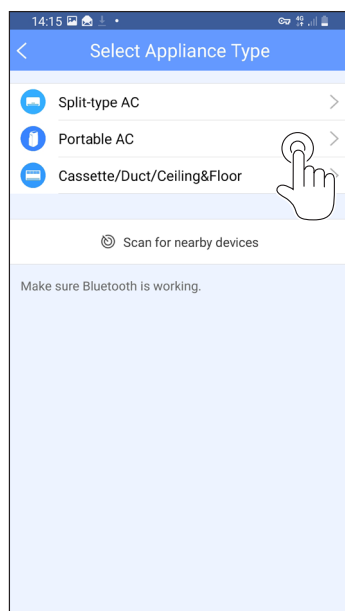 14:15
4G
Select Appliance Type
Split-type AC
Portable AC
Cassette/Duct/Ceiling&Floor
Scan for nearby devices
Make sure Bluetooth is working.